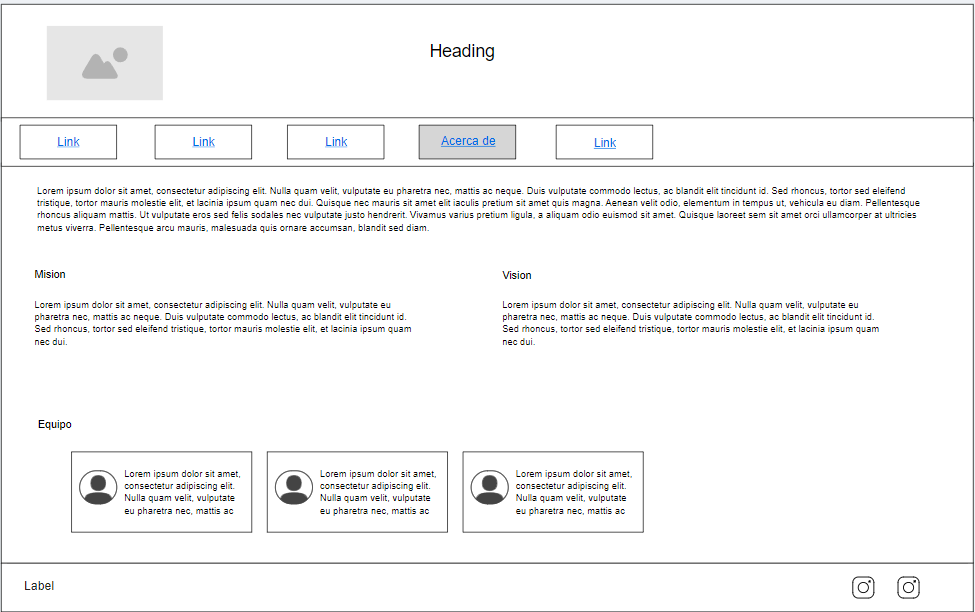 Heading
Link
Link
Link
Acerca de
Link
Lorem ipsum dolor sit amet, consectetur adipiscing elit. Nulla quam velit, vulputate eu pharetra nec, mattis ac neque. Duis vulputate commodo lectus, ac blandit elit tincidunt id. Sed rhoncus, tortor sed eleifend
tristique, tortor mauris molestie elit, et lacinia ipsum quam nec dui. Quisque nec mauris sit amet elit iaculis pretium sit amet quis magna. Aenean velit odio, elementum in tempus ut, vehicula eu diam. Pellentesque
rhoncus aliquam mattis. Ut vulputate eros sed felis sodales nec vulputate justo hendrerit. Vivamus varius pretium ligula, a aliquam odio euismod sit amet. Quisque laoreet sem sit amet orci ullamcorper at ultricies
metus viverra. Pellentesque arcu mauris, malesuada quis ornare accumsan, blandit sed diam.
Mision
Lorem ipsum dolor sit amet, consectetur adipiscing elit. Nulla quam velit, vulputate eu
pharetra nec, mattis ac neque. Duis vulputate commodo lectus, ac blandit elit tincidunt id.
Sed rhoncus, tortor sed eleifend tristique, tortor mauris molestie elit, et lacinia ipsum quam
nec dui.
Vision
Lorem ipsum dolor sit amet, consectetur adipiscing elit. Nulla quam velit, vulputate eu
pharetra nec, mattis ac neque. Duis vulputate commodo lectus, ac blandit elit tincidunt id.
Sed rhoncus, tortor sed eleifend tristique, tortor mauris molestie elit, et lacinia ipsum quam
nec dui.
Equipo
Lorem ipsum dolor sit amet,
consectetur adipiscing elit.
Nulla quam velit, vulputate
eu pharetra nec, mattis ac
Lorem ipsum dolor sit amet,
consectetur adipiscing elit.
Nulla quam velit, vulputate
eu pharetra nec, mattis ac
Lorem ipsum dolor sit amet,
consectetur adipiscing elit.
Nulla quam velit, vulputate
eu pharetra nec, mattis ac
Label